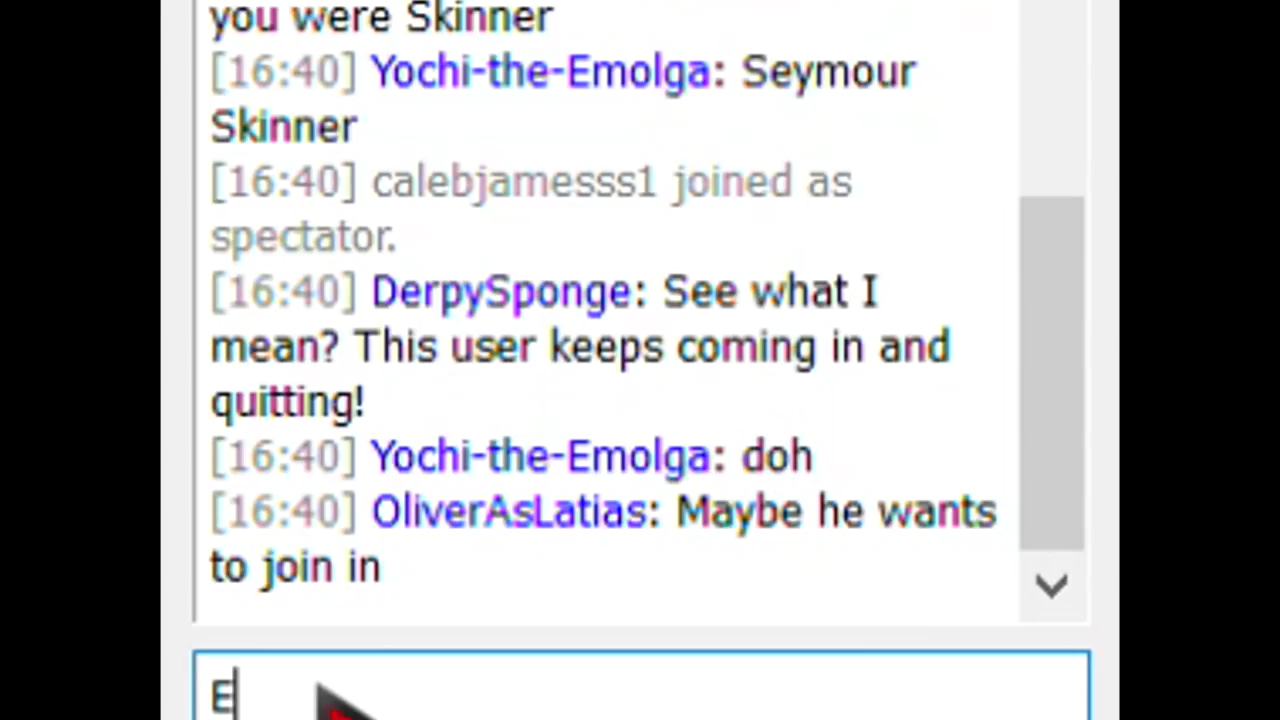 you were Skinner
[16:40] Yochi-the-Emolga: Seymour
Skinner
[16:40] calebjamesss1 joined as
spectator.
[16:40] DerpySponge: See what I
mean? This user keeps coming in and
quitting!
[16:40] Yochi-the-Emolga: doh
[16:40] OliverAsLatias: Maybe he wants
to join in
E